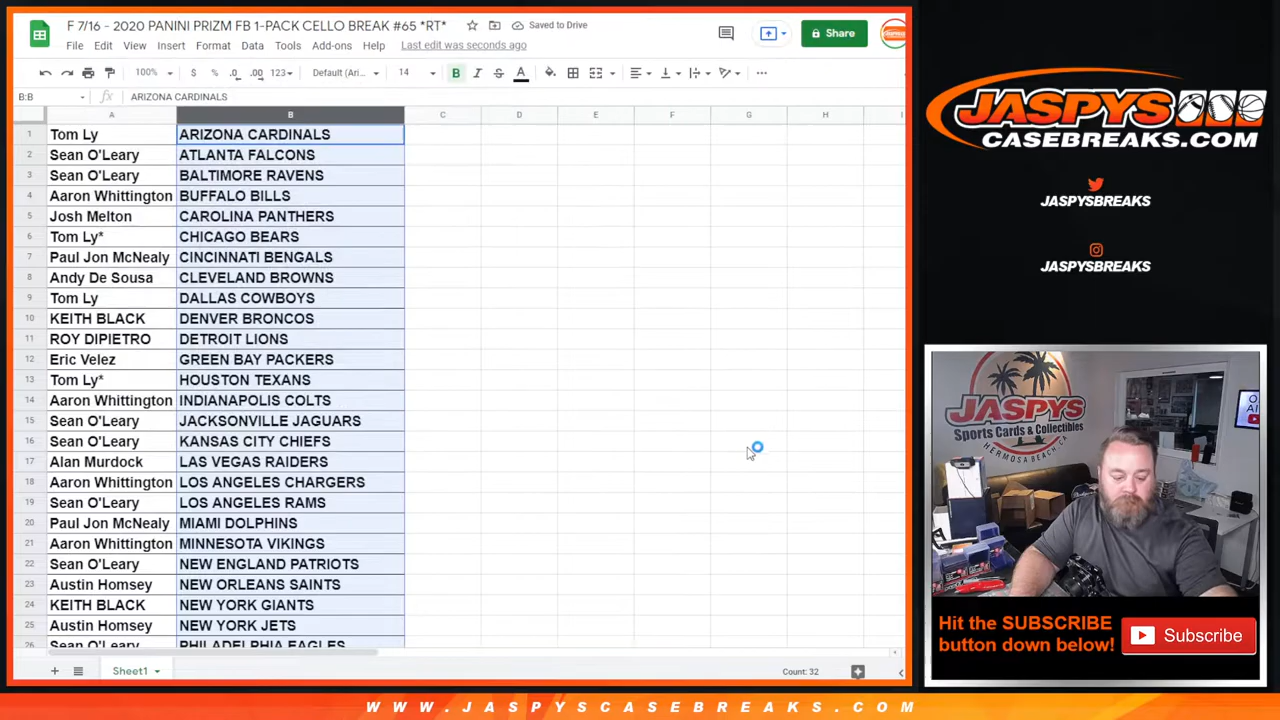 F 7/16 - 2020 PANINI PRIZM FB 1-PACK CELLO BREAK #65 *RT*
Saved to Drive
File Edit View Insert Format Data Tools Add-ons Help Last edit was seconds ago
Share
100% $ % .0 .00 123 Default (Ari... 14 B I S A
B:B fx ARIZONA CARDINALS
A B C D E F G H I
1 Tom Ly ARIZONA CARDINALS
2 Sean O'Leary ATLANTA FALCONS
3 Sean O'Leary BALTIMORE RAVENS
4 Aaron Whittington BUFFALO BILLS
5 Josh Melton CAROLINA PANTHERS
6 Tom Ly* CHICAGO BEARS
7 Paul Jon McNealy CINCINNATI BENGALS
8 Andy De Sousa CLEVELAND BROWNS
9 Tom Ly DALLAS COWBOYS
10 KEITH BLACK DENVER BRONCOS
11 ROY DIPIETRO DETROIT LIONS
12 Eric Velez GREEN BAY PACKERS
13 Tom Ly* HOUSTON TEXANS
14 Aaron Whittington INDIANAPOLIS COLTS
15 Sean O'Leary JACKSONVILLE JAGUARS
16 Sean O'Leary KANSAS CITY CHIEFS
17 Alan Murdock LAS VEGAS RAIDERS
18 Aaron Whittington LOS ANGELES CHARGERS
19 Sean O'Leary LOS ANGELES RAMS
20 Paul Jon McNealy MIAMI DOLPHINS
21 Aaron Whittington MINNESOTA VIKINGS
22 Sean O'Leary NEW ENGLAND PATRIOTS
23 Austin Homsey NEW ORLEANS SAINTS
24 KEITH BLACK NEW YORK GIANTS
25 Austin Homsey NEW YORK JETS
26 Sean O'Leary PHILADELPHIA EAGLES
Sheet1
Count: 32
JASPYS
CASEBREAKS.COM
JASPYSBREAKS
JASPYSBREAKS
JASPYS
Sports Cards & Collectibles
HERMOSA BEACH CA
Hit the SUBSCRIBE
button down below!
Subscribe
WWW.JASPYSCASEBREAKS.COM